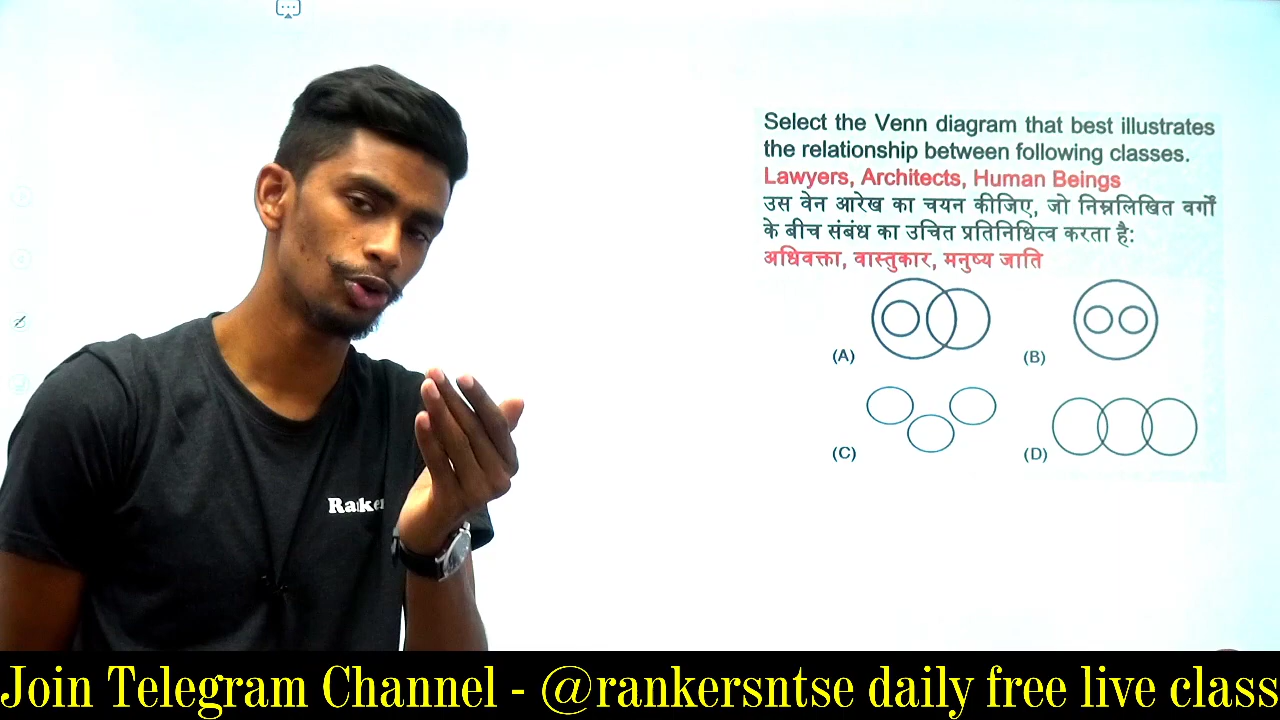 Select the Venn diagram that best illustrates
the relationship between following classes.
Lawyers, Architects, Human Beings
उस वेन आरेख का चयन कीजिए, जो निम्नलिखित वर्गों
के बीच संबंध का उचित प्रतिनिधित्व करता है:
अधिवक्ता, वास्तुकार, मनुष्य जाति
(A)
(B)
(C)
(D)
Join Telegram Channel - @rankersntse daily free live class